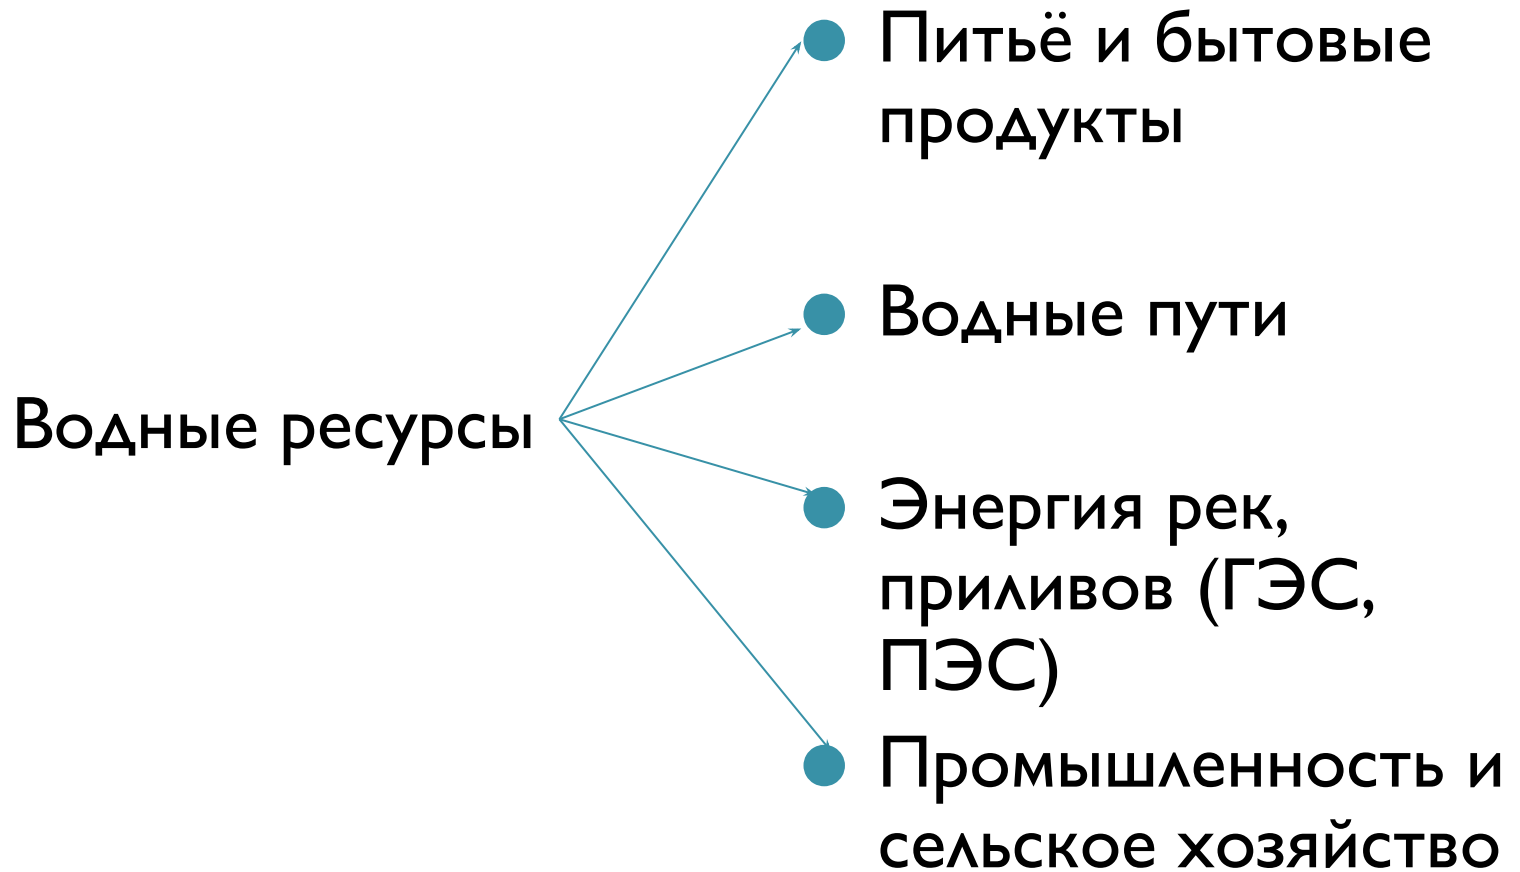 Водные ресурсы
Питьё и бытовые
продукты
Водные пути
Энергия рек,
приливов (ГЭС,
ПЭС)
Промышленность и
сельское хозяйство